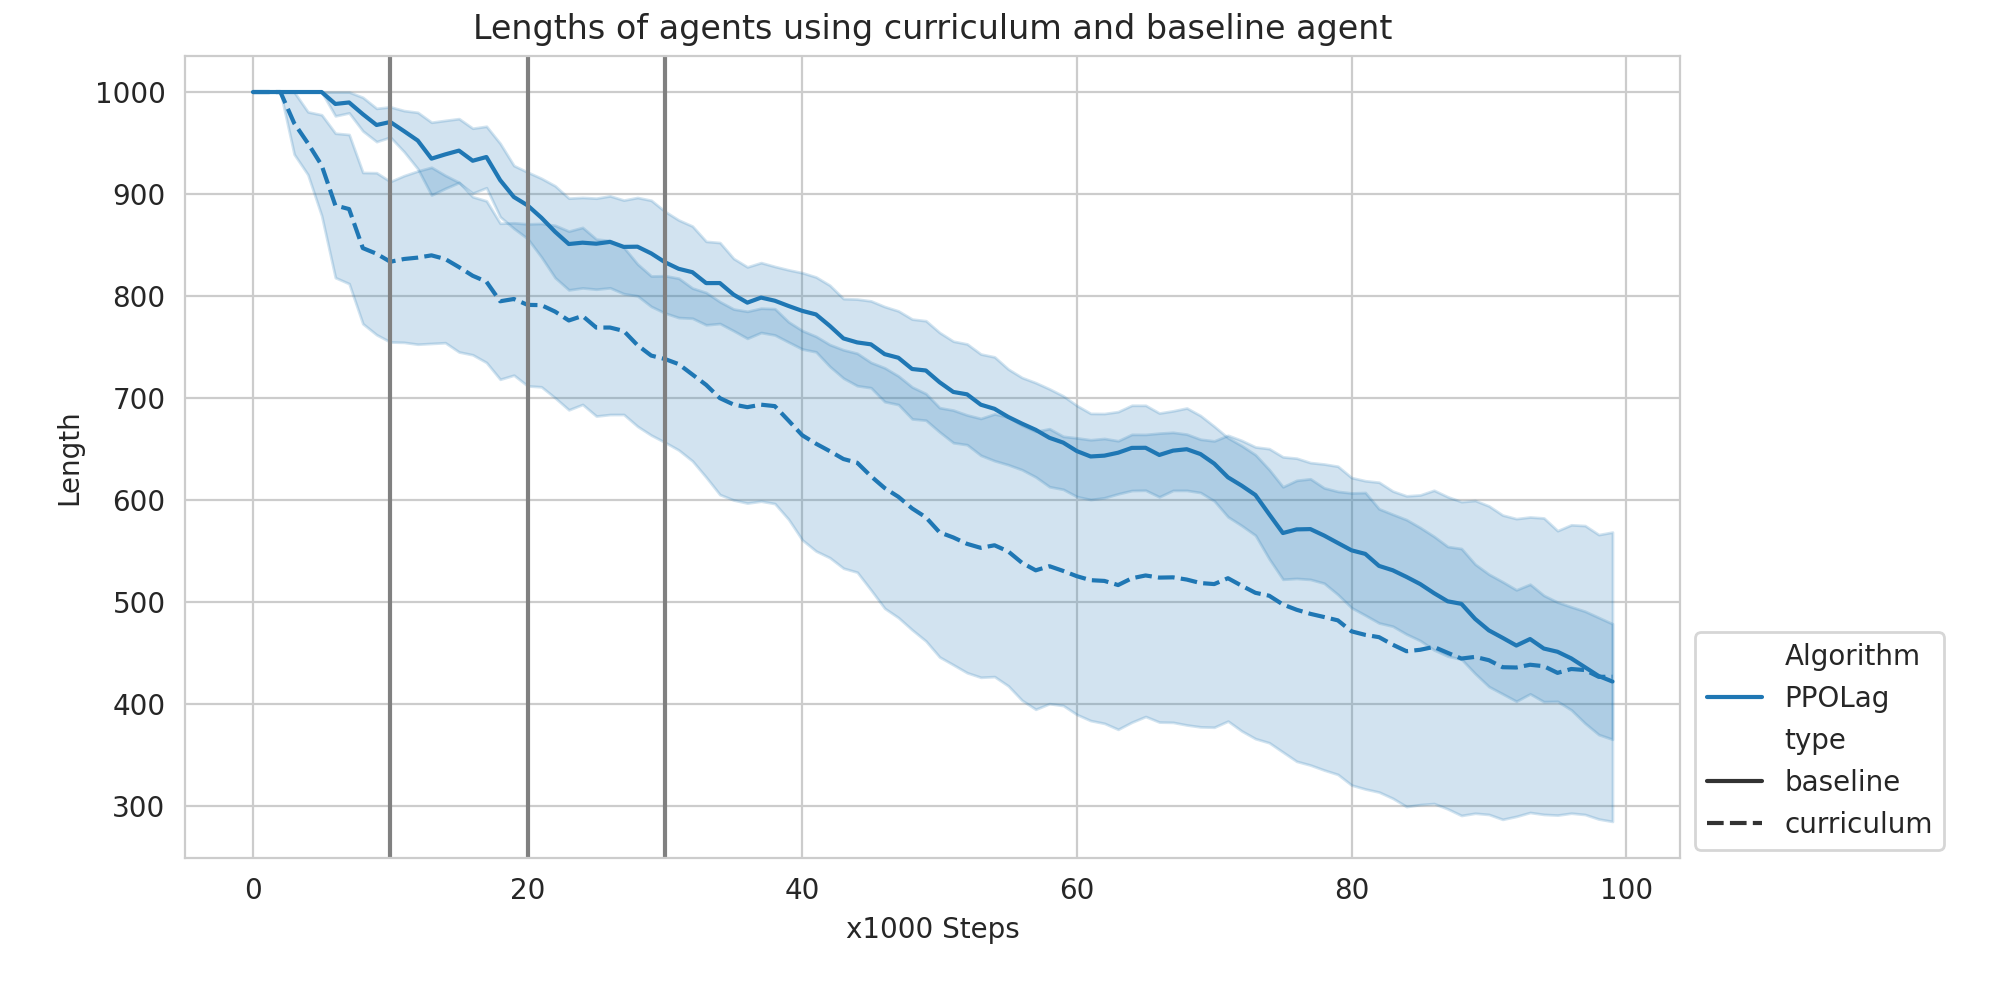 Lengths of agents using curriculum and baseline agent
1000
900
800
700
600
500
400
300
Length
0 20 40 60 80 100
x1000 Steps
Algorithm
PPOLag
type
baseline
curriculum